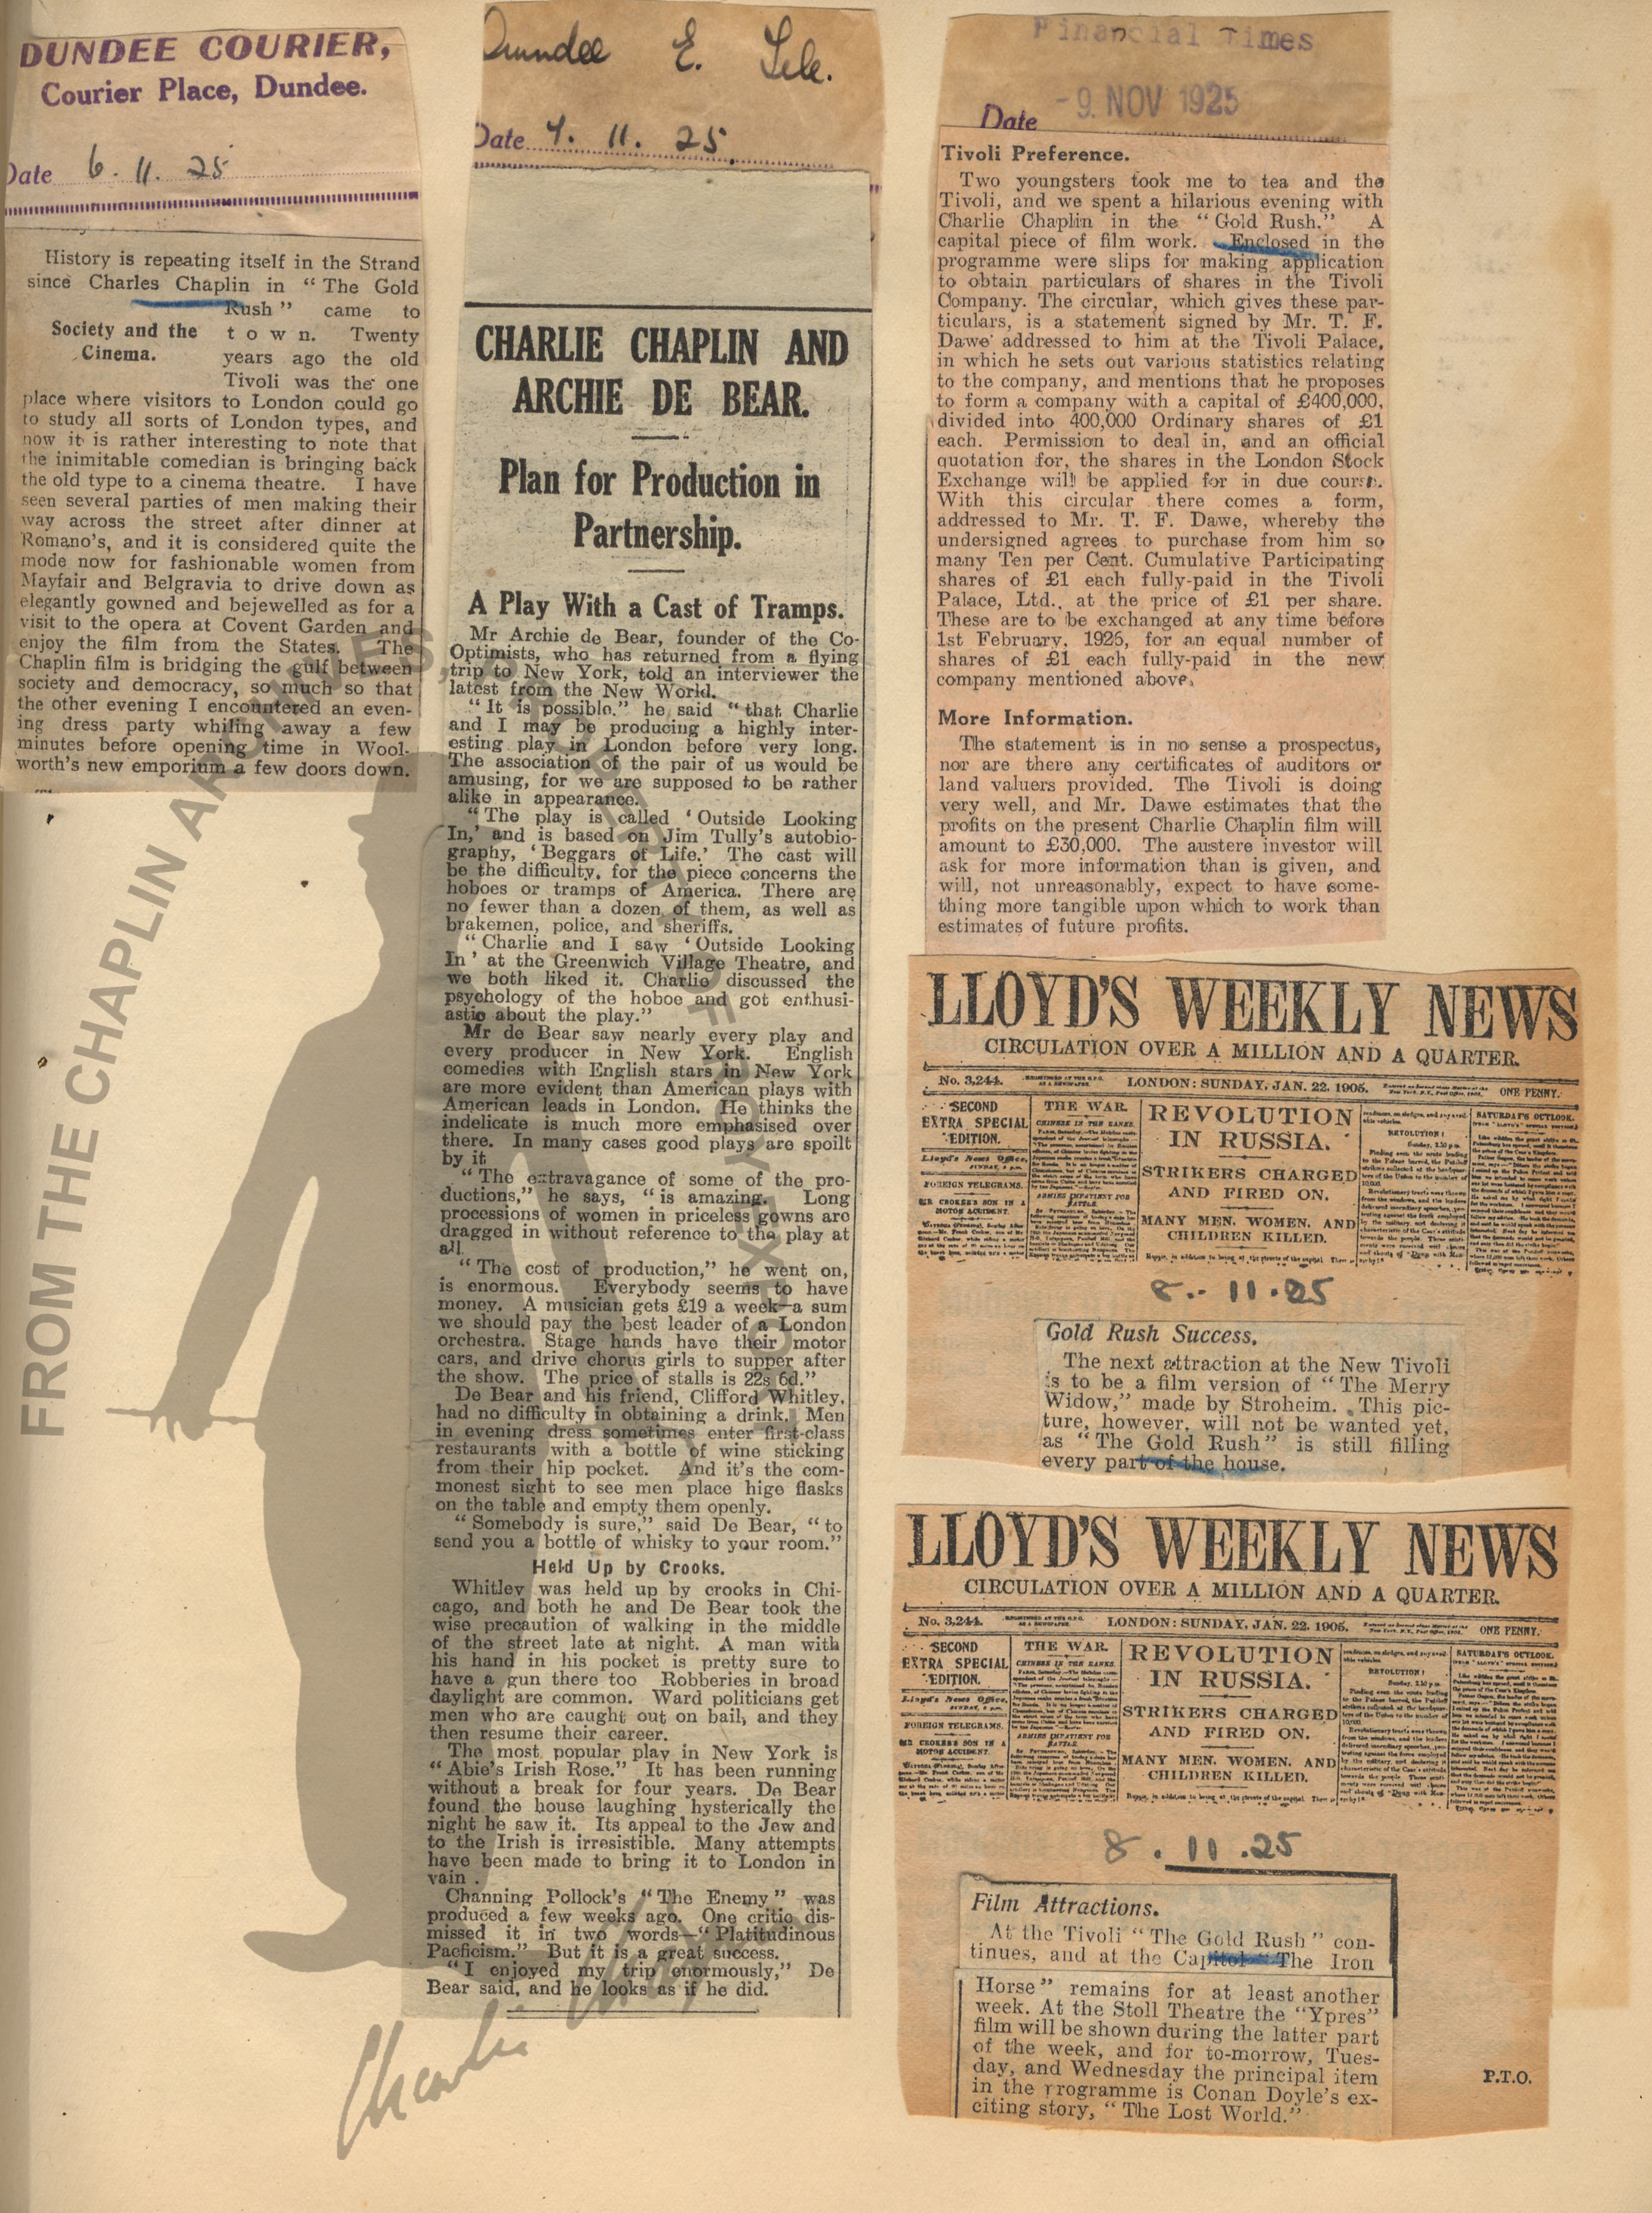 DUNDEE COURIER,
Courier Place, Dundee.
Date 6. 11. 25
History is repeating itself in the Strand
since Charles Chaplin in "The Gold
Rush" came to
Society and the
Cinema.
town. Twenty
years ago the old
Tivoli was the one
place where visitors to London could go
to study all sorts of London types, and
now it is rather interesting to note that
the inimitable comedian is bringing back
the old type to a cinema theatre. I have
seen several parties of men making their
way across the street after dinner at
Romano's, and it is considered quite the
mode now for fashionable women from
Mayfair and Belgravia to drive down as
elegantly gowned and bejewelled as for a
visit to the opera at Covent Garden and
enjoy the film from the States. The
Chaplin film is bridging the gulf between
society and democracy, so much so that
the other evening I encountered an even-
ing dress party whiling away a few
minutes before opening time in Wool-
worth's new emporium a few doors down.
Dundee E. Tele.
Date 11. 25.
CHARLIE CHAPLIN AND
ARCHIE DE BEAR.
Plan for Production in
Partnership.
A Play With a Cast of Tramps.
Mr Archie de Bear, founder of the Co-
Optimists, who has returned from a flying
trip to New York, told an interviewer the
latest from the New World.
"It is possible." he said "that Charlie
and I may be producing a highly inter-
esting play in London before very long.
The association of the pair of us would be
amusing, for we are supposed to be rather
alike in appearance.
"The play is called 'Outside Looking
In,' and is based on Jim Tully's autobio-
graphy, 'Beggars of Life.' The cast will
be the difficulty, for the piece concerns the
hoboes or tramps of America. There are
no fewer than a dozen of them, as well as
brakemen, police, and sheriffs.
"Charlie and I saw 'Outside Looking
In' at the Greenwich Village Theatre, and
we both liked it. Charlie discussed the
psychology of the hoboe and got enthusi-
astic about the play."
Mr de Bear saw nearly every play and
every producer in New York. English
comedies with English stars in New York
are more evident than American plays with
American leads in London. He thinks the
indelicate is much more emphasised over
there. In many cases good plays are spoilt
by it
"The extravagance of some of the pro-
ductions," he says, "is amazing. Long
processions of women in priceless gowns are
dragged in without reference to the play at
all.
"The cost of production," he went on,
is enormous. Everybody seems to have
money. A musician gets £19 a week—a sum
we should pay the best leader of a London
orchestra. Stage hands have their motor
cars, and drive chorus girls to supper after
the show. The price of stalls is 22s 6d."
De Bear and his friend, Clifford Whitley,
had no difficulty in obtaining a drink. Men
in evening dress sometimes enter first-class
restaurants with a bottle of wine sticking
from their hip pocket. And it's the com-
monest sight to see men place hige flasks
on the table and empty them openly.
"Somebody is sure," said De Bear, "to
send you a bottle of whisky to your room."
Held Up by Crooks.
Whitley was held up by crooks in Chi-
cago, and both he and De Bear took the
wise precaution of walking in the middle
of the street late at night. A man with
his hand in his pocket is pretty sure to
have a gun there too Robberies in broad
daylight are common. Ward politicians get
men who are caught out on bail, and they
then resume their career.
The most popular play in New York is
"Abie's Irish Rose." It has been running
without a break for four years. De Bear
found the house laughing hysterically the
night he saw it. Its appeal to the Jew and
to the Irish is irresistible. Many attempts
have been made to bring it to London in
vain.
Channing Pollock's "The Enemy" was
produced a few weeks ago. One critic dis-
missed it in two words—"Platitudinous
Pacficism." But it is a great success.
"I enjoyed my trip enormously," De
Bear said, and he looks as if he did.
Financial Times
Date -9. NOV 1925
Tivoli Preference.
Two youngsters took me to tea and the
Tivoli, and we spent a hilarious evening with
Charlie Chaplin in the "Gold Rush." A
capital piece of film work. Enclosed in the
programme were slips for making application
to obtain particulars of shares in the Tivoli
Company. The circular, which gives these par-
ticulars, is a statement signed by Mr. T. F.
Dawe addressed to him at the Tivoli Palace,
in which he sets out various statistics relating
to the company, and mentions that he proposes
to form a company with a capital of £400,000,
divided into 400,000 Ordinary shares of £1
each. Permission to deal in, and an official
quotation for, the shares in the London Stock
Exchange will be applied for in due course.
With this circular there comes a form,
addressed to Mr. T. F. Dawe, whereby the
undersigned agrees to purchase from him so
many Ten per Cent. Cumulative Participating
shares of £1 each fully-paid in the Tivoli
Palace, Ltd., at the price of £1 per share.
These are to be exchanged at any time before
1st February, 1926, for an equal number of
shares of £1 each fully-paid in the new
company mentioned above.
More Information.
The statement is in no sense a prospectus,
nor are there any certificates of auditors or
land valuers provided. The Tivoli is doing
very well, and Mr. Dawe estimates that the
profits on the present Charlie Chaplin film will
amount to £30,000. The austere investor will
ask for more information than is given, and
will, not unreasonably, expect to have some-
thing more tangible upon which to work than
estimates of future profits.
LLOYD'S WEEKLY NEWS
CIRCULATION OVER A MILLION AND A QUARTER.
No. 3,244. LONDON: SUNDAY, JAN. 22. 1905. ONE PENNY.
SECOND
EXTRA SPECIAL
EDITION.
Lloyd's News Office,
FOREIGN TELEGRAMS.
MR CROKER'S SON IN A
MOTOR ACCIDENT.
THE WAR.
CHINESE IN THE RANKS.
ARMIES IMPATIENT FOR
BATTLE.
REVOLUTION
IN RUSSIA.
STRIKERS CHARGED
AND FIRED ON.
MANY MEN, WOMEN, AND
CHILDREN KILLED.
REVOLUTION!
SATURDAY'S OUTLOOK.
8. 11. 25
Gold Rush Success.
The next attraction at the New Tivoli
is to be a film version of "The Merry
Widow," made by Stroheim. This pic-
ture, however, will not be wanted yet,
as "The Gold Rush" is still filling
every part of the house.
LLOYD'S WEEKLY NEWS
CIRCULATION OVER A MILLION AND A QUARTER.
No. 3,244. LONDON: SUNDAY, JAN. 22. 1905. ONE PENNY.
SECOND
EXTRA SPECIAL
EDITION.
Lloyd's News Office,
FOREIGN TELEGRAMS.
MR CROKER'S SON IN A
MOTOR ACCIDENT.
THE WAR.
CHINESE IN THE RANKS.
ARMIES IMPATIENT FOR
BATTLE.
REVOLUTION
IN RUSSIA.
STRIKERS CHARGED
AND FIRED ON.
MANY MEN, WOMEN, AND
CHILDREN KILLED.
REVOLUTION!
SATURDAY'S OUTLOOK.
8. 11. 25
Film Attractions.
At the Tivoli "The Gold Rush" con-
tinues, and at the Capitol "The Iron
Horse" remains for at least another
week. At the Stoll Theatre the "Ypres"
film will be shown during the latter part
of the week, and for to-morrow, Tues-
day, and Wednesday the principal item
in the programme is Conan Doyle's ex-
citing story, "The Lost World."
P.T.O.
FROM THE CHAPLIN ARCHIVES,
Charlie Chaplin